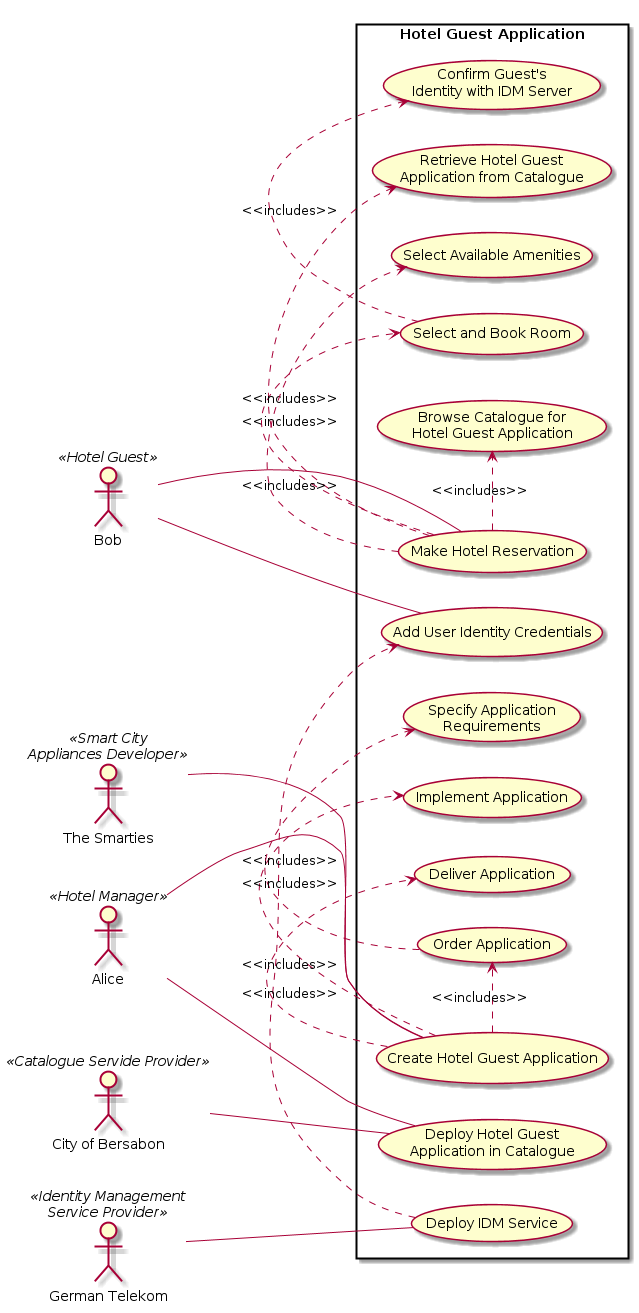 Hotel Guest Application
Confirm Guest's
Identity with IDM Server
Retrieve Hotel Guest
Application from Catalogue
<<includes>>
Select Available Amenities
Select and Book Room
<<includes>>
Browse Catalogue for
Hotel Guest Application
<<includes>>
«Hotel Guest»
Bob
<<includes>>
<<includes>>
Make Hotel Reservation
Add User Identity Credentials
Specify Application
Requirements
«Smart City
Appliances Developer»
The Smarties
Implement Application
<<includes>>
Deliver Application
<<includes>>
«Hotel Manager»
Alice
Order Application
<<includes>>
<<includes>>
<<includes>>
Create Hotel Guest Application
«Catalogue Servide Provider»
City of Bersabon
Deploy Hotel Guest
Application in Catalogue
«Identity Management
Service Provider»
German Telekom
Deploy IDM Service